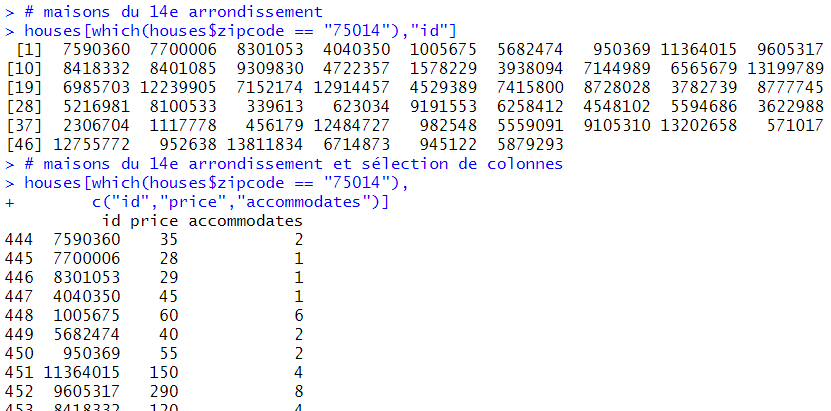 > # maisons du 14e arrondissement
> houses[which(houses$zipcode == "75014"),"id"]
[1] 7590360 7700006 8301053 4040350 1005675 5682474 950369 11364015 9605317
[10] 8418332 8401085 9309830 4722357 1578229 3938094 7144989 6565679 13199789
[19] 6985703 12239905 7152174 12914457 4529389 7415800 8728028 3782739 8777745
[28] 5216981 8100533 339613 623034 9191553 6258412 4548102 5594686 3622988
[37] 2306704 1117778 456179 12484727 982548 5559091 9105310 13202658 571017
[46] 12755772 952638 13811834 6714873 945122 5879293
> # maisons du 14e arrondissement et sélection de colonnes
> houses[which(houses$zipcode == "75014"),
+ c("id","price","accommodates")]
id price accommodates
444 7590360 35 2
445 7700006 28 1
446 8301053 29 1
447 4040350 45 1
448 1005675 60 6
449 5682474 40 2
450 950369 55 2
451 11364015 150 4
452 9605317 290 8
453 8418332 120 4